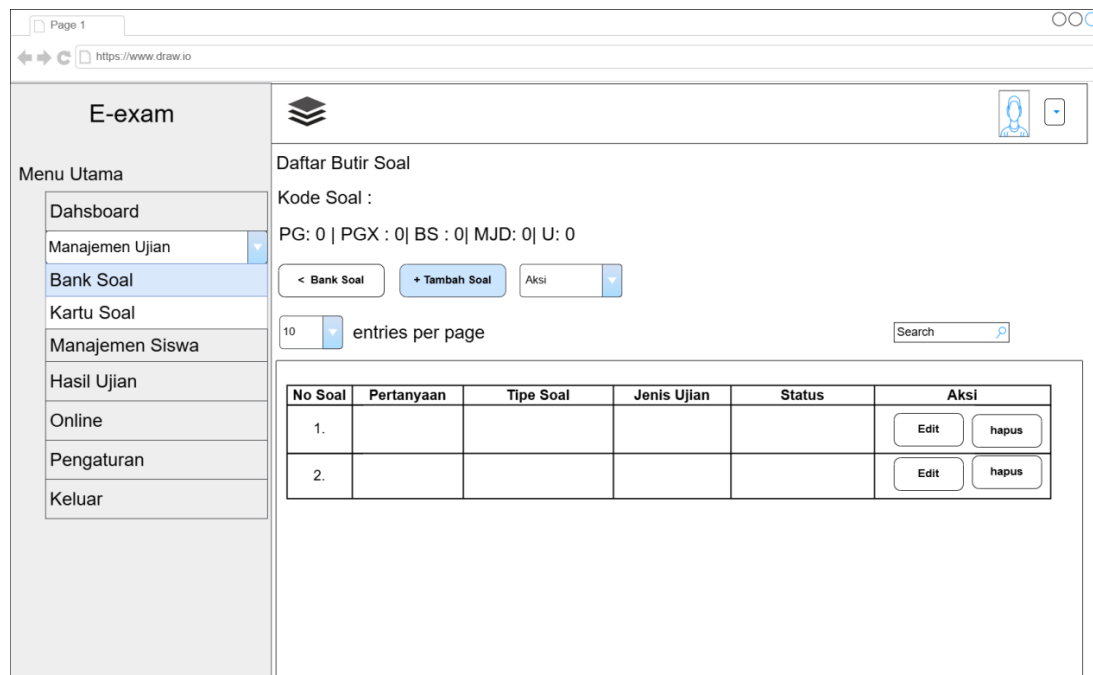 Page 1
https://www.draw.io
E-exam
Menu Utama
Dahsboard
Manajemen Ujian
Bank Soal
Kartu Soal
Manajemen Siswa
Hasil Ujian
Online
Pengaturan
Keluar
Daftar Butir Soal
Kode Soal :
PG: 0 | PGX : 0| BS : 0| MJD: 0| U: 0
< Bank Soal + Tambah Soal Aksi
10 entries per page Search
No Soal Pertanyaan Tipe Soal Jenis Ujian Status Aksi
1. Edit hapus
2. Edit hapus